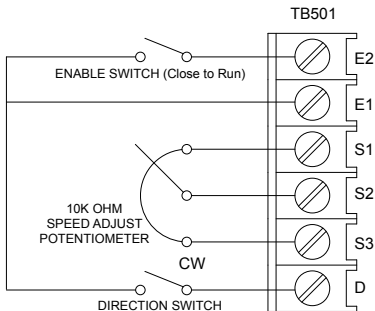 TB501
E2
ENABLE SWITCH (Close to Run)
E1
S1
S2
10K OHM
SPEED ADJUST
POTENTIOMETER
S3
CW
D
DIRECTION SWITCH